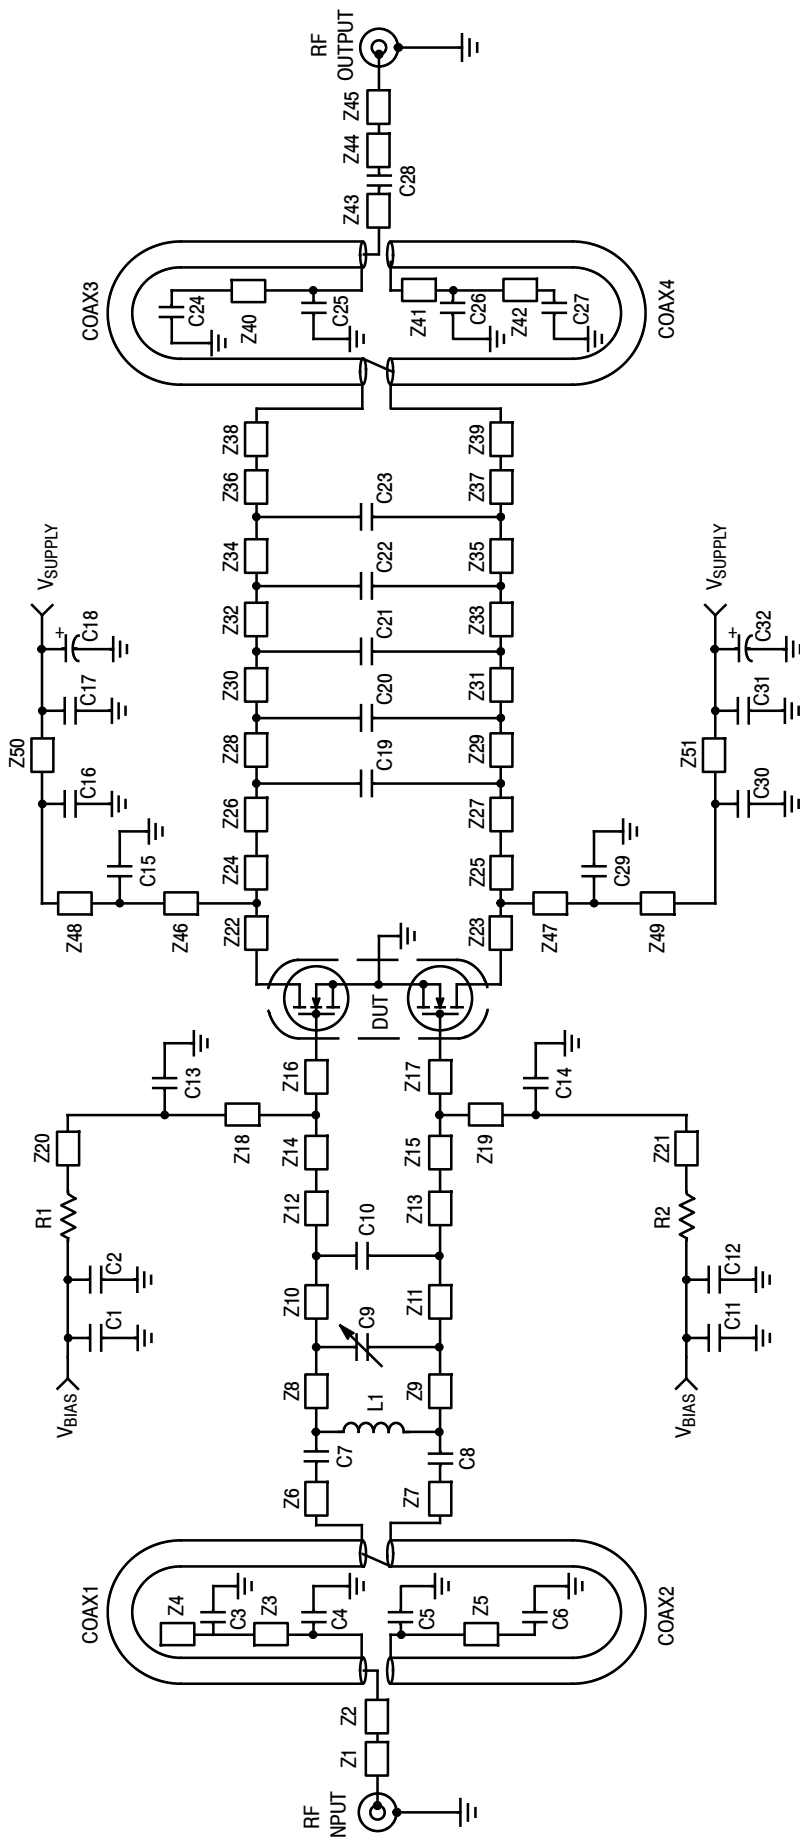 RF
OUTPUT
Z45
Z44
C28
Z43
COAX3
C24
Z40
C25
Z41
C26
Z42
C27
COAX4
Z38
Z39
Z36
Z37
C23
Z34
Z35
C22
Z32
Z33
C21
Z30
Z31
C20
Z28
Z29
C19
Z26
Z27
Z24
Z25
Z22
Z23
VSUPPLY
+
C18
C17
Z50
C16
C15
Z48
Z46
VSUPPLY
+
C32
C31
Z51
C30
C29
Z47
Z49
DUT
Z16
Z17
C13
Z18
Z20
R1
C2
C1
VBIAS
C14
Z19
Z21
R2
C12
C11
VBIAS
Z14
Z15
Z12
Z13
C10
Z10
Z11
C9
Z8
Z9
L1
C7
C8
Z6
Z7
COAX1
Z4
C3
Z3
C4
C5
Z5
C6
COAX2
Z2
Z1
RF
NPUT